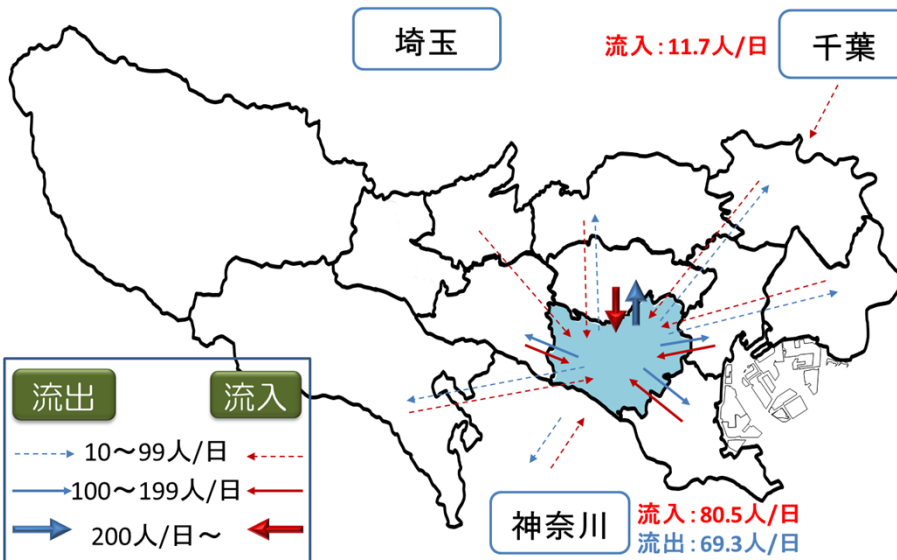 埼玉
流入:11.7人/日
千葉
流出
流入
10～99人/日
100～199人/日
200人/日～
神奈川
流入:80.5人/日
流出:69.3人/日